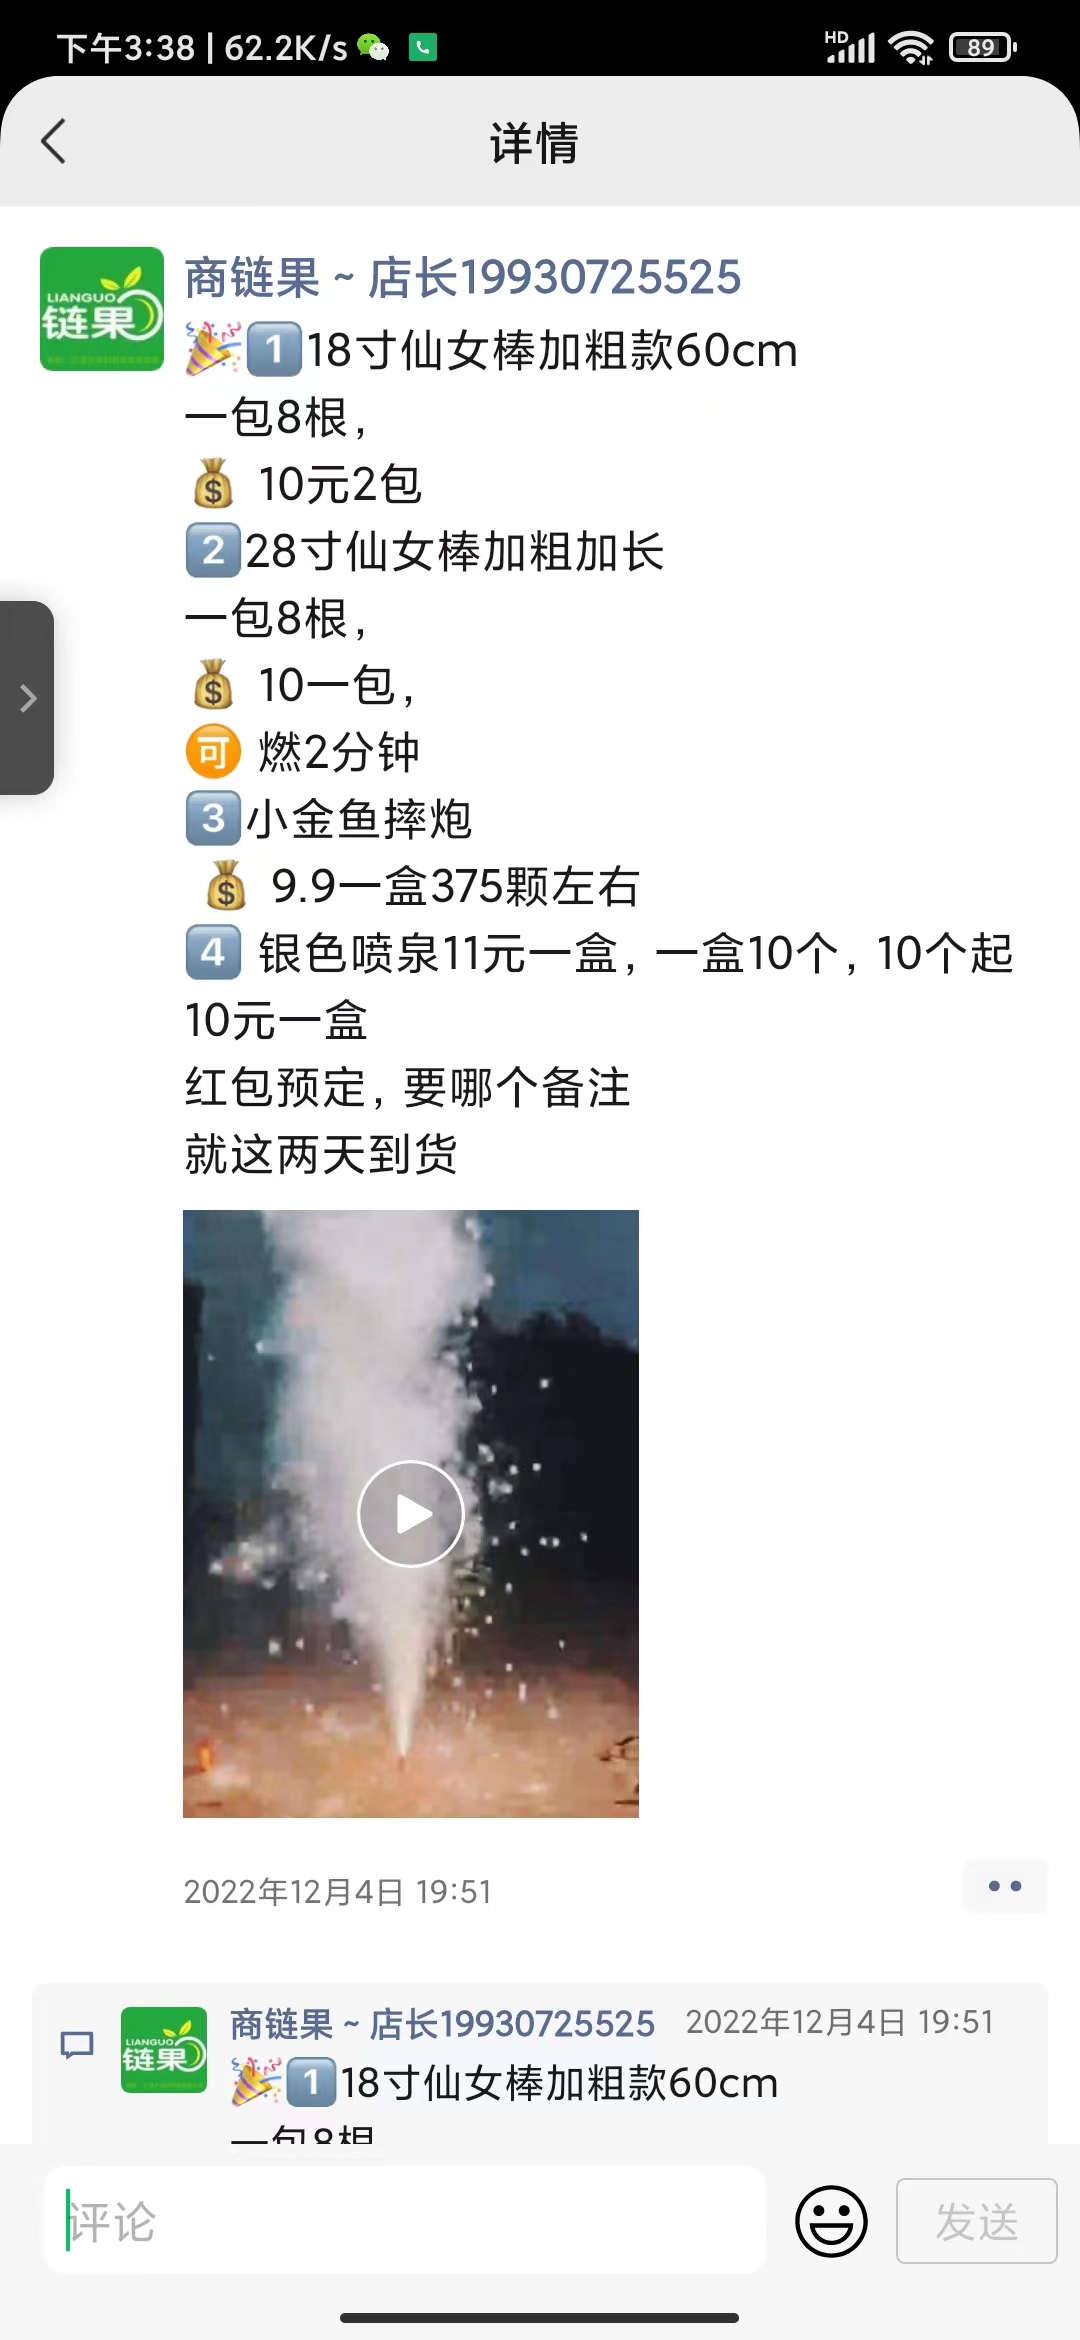 下午3:38 | 62.2K/s
HD
89
详情
LIANGUO
链果
商链果 ~ 店长19930725525
🎉1️⃣18寸仙女棒加粗款60cm
一包8根，
💰 10元2包
2️⃣28寸仙女棒加粗加长
一包8根，
💰 10一包，
🉑 燃2分钟
3️⃣小金鱼摔炮
💰 9.9一盒375颗左右
4️⃣ 银色喷泉11元一盒，一盒10个，10个起
10元一盒
红包预定，要哪个备注
就这两天到货
2022年12月4日 19:51
LIANGUO
链果
商链果 ~ 店长19930725525 2022年12月4日 19:51
🎉1️⃣18寸仙女棒加粗款60cm
一包8根
评论
发送